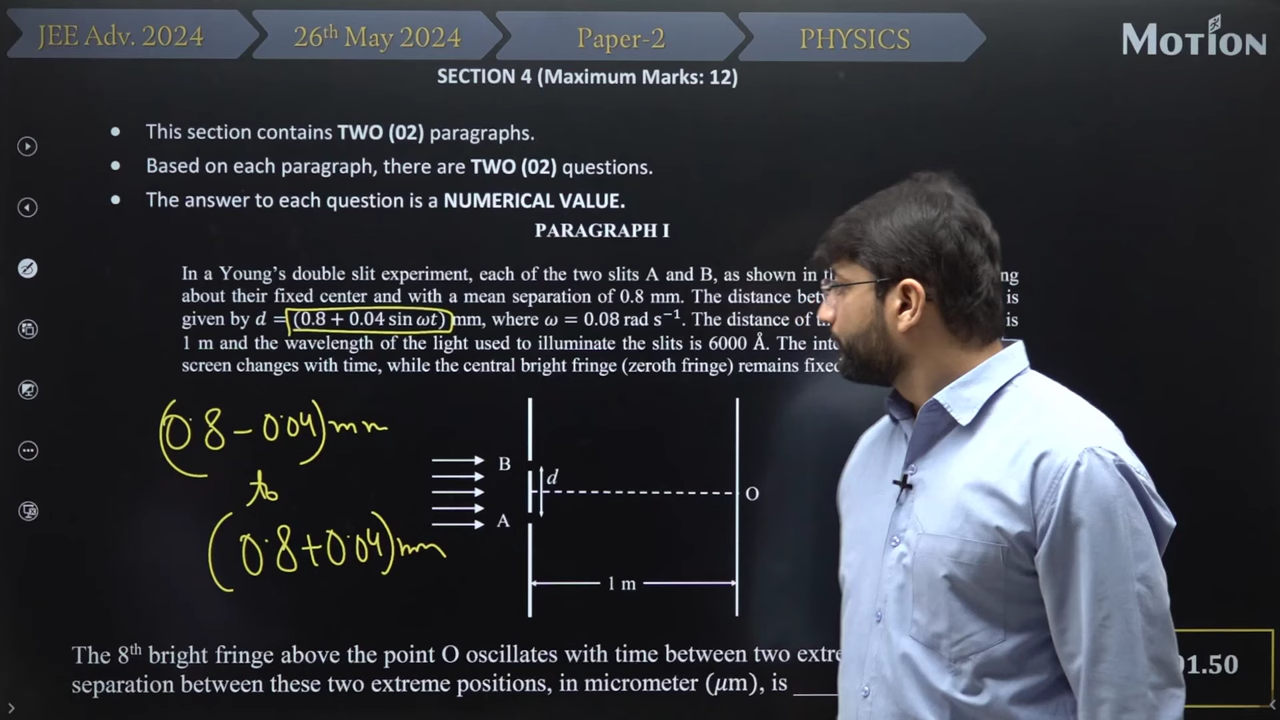 JEE Adv. 2024 26th May 2024 Paper-2 PHYSICS MOTION
SECTION 4 (Maximum Marks: 12)
• This section contains TWO (02) paragraphs.
• Based on each paragraph, there are TWO (02) questions.
• The answer to each question is a NUMERICAL VALUE.
PARAGRAPH I
In a Young's double slit experiment, each of the two slits A and B, as shown in
about their fixed center and with a mean separation of 0.8 mm. The distance is
given by d = (0.8 + 0.04 sin ωt) mm, where ω = 0.08 rad s⁻¹. The distance of is
1 m and the wavelength of the light used to illuminate the slits is 6000 Å. The
screen changes with time, while the central bright fringe (zeroth fringe) remains
(0.8 - 0.04) mm
to
(0.8 + 0.04) mm
B
d
O
A
1 m
The 8th bright fringe above the point O oscillates with time between two
separation between these two extreme positions, in micrometer (μm), is ____
1.50